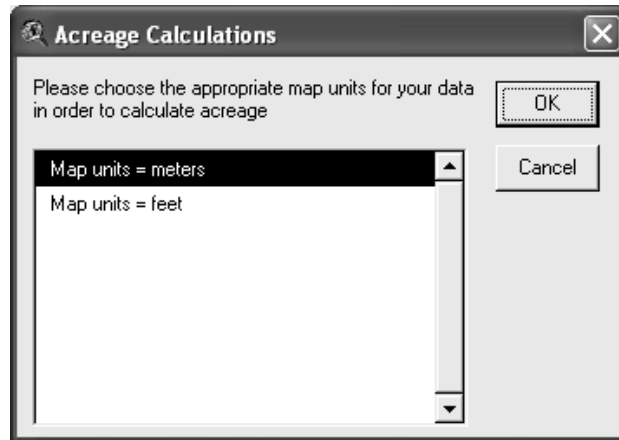 Acreage Calculations
Please choose the appropriate map units for your data
in order to calculate acreage
OK
Cancel
Map units = meters
Map units = feet